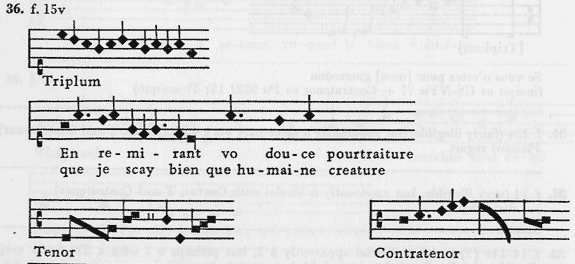 36. f. 15v
Triplum
En re-mi-rant vo dou-ce pourtraiture
que je scay bien que hu-mai-ne creature
Tenor
Contratenor